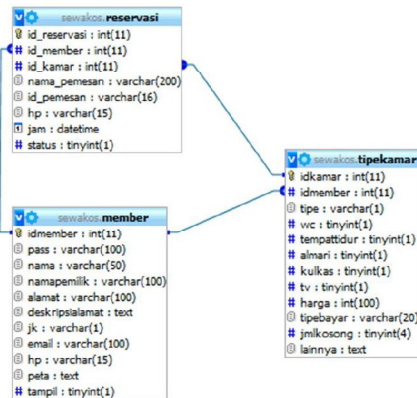 sewakos.reservasi
id_reservasi : int(11)
id_member : int(11)
id_kamar : int(11)
nama_pemesan : varchar(200)
id_pemesan : varchar(16)
hp : varchar(15)
jam : datetime
status : tinyint(1)
sewakos.member
idmember : int(11)
pass : varchar(100)
nama : varchar(50)
namapemilik : varchar(100)
alamat : varchar(100)
deskripsialamat : text
jk : varchar(1)
email : varchar(100)
hp : varchar(15)
peta : text
tampil : tinyint(1)
sewakos.tipekamar
idkamar : int(11)
idmember : int(11)
tipe : varchar(1)
wc : tinyint(1)
tempattidur : tinyint(1)
almari : tinyint(1)
kulkas : tinyint(1)
tv : tinyint(1)
harga : int(100)
tipebayar : varchar(20)
jmlkosong : tinyint(4)
lainnya : text